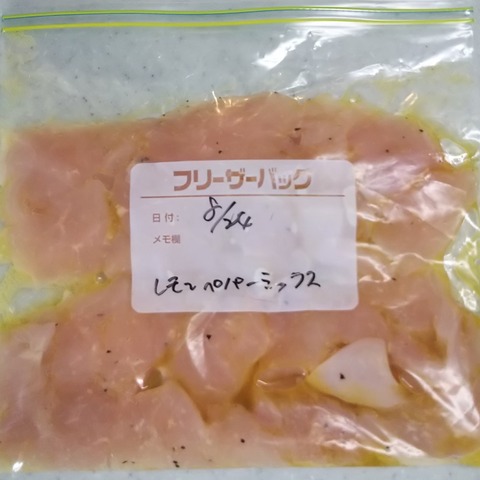 フリーザーバッグ
日付: 8/24
メモ欄
レモンペパーミックス